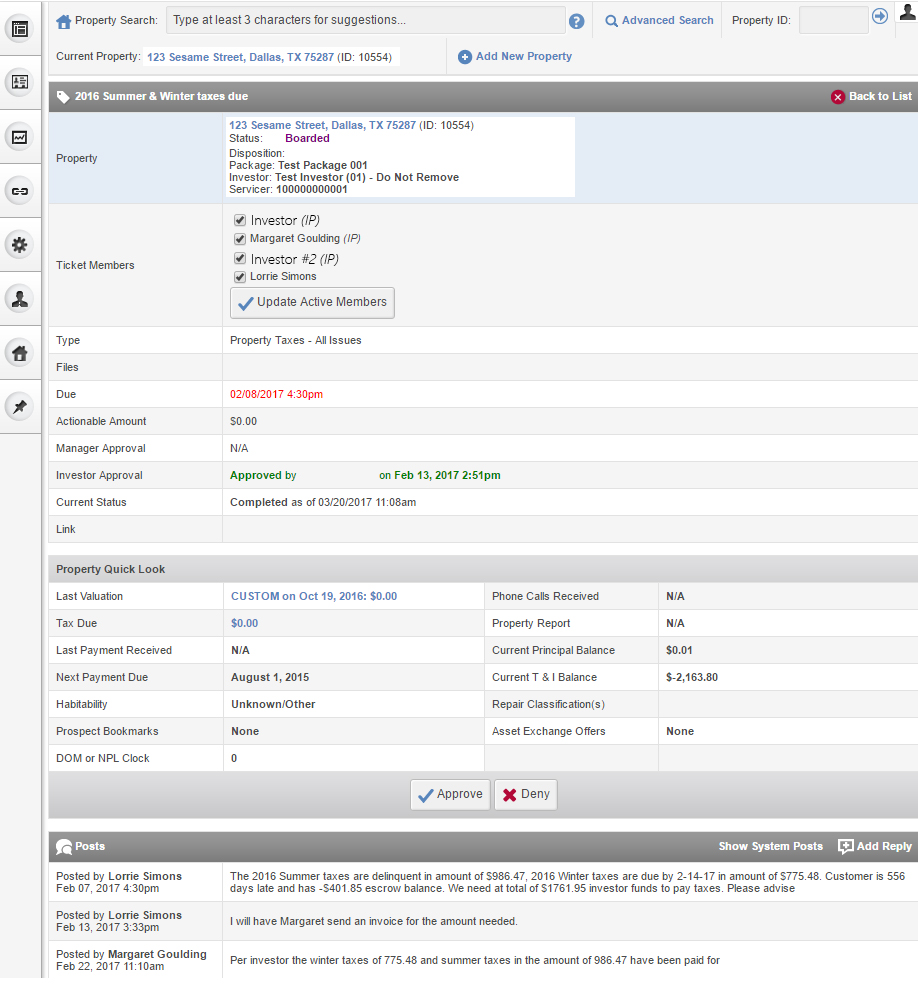 Property Search: Type at least 3 characters for suggestions... Advanced Search Property ID:
Current Property: 123 Sesame Street, Dallas, TX 75287 (ID: 10554) Add New Property
2016 Summer & Winter taxes due Back to List
Property
123 Sesame Street, Dallas, TX 75287 (ID: 10554)
Status: Boarded
Disposition:
Package: Test Package 001
Investor: Test Investor (01) - Do Not Remove
Servicer: 100000000001
Ticket Members
Investor (IP)
Margaret Goulding (IP)
Investor #2 (IP)
Lorrie Simons
Update Active Members
Type Property Taxes - All Issues
Files
Due 02/08/2017 4:30pm
Actionable Amount $0.00
Manager Approval N/A
Investor Approval Approved by on Feb 13, 2017 2:51pm
Current Status Completed as of 03/20/2017 11:08am
Link
Property Quick Look
Last Valuation CUSTOM on Oct 19, 2016: $0.00 Phone Calls Received N/A
Tax Due $0.00 Property Report N/A
Last Payment Received N/A Current Principal Balance $0.01
Next Payment Due August 1, 2015 Current T & I Balance $-2,163.80
Habitability Unknown/Other Repair Classification(s)
Prospect Bookmarks None Asset Exchange Offers None
DOM or NPL Clock 0
Approve Deny
Posts Show System Posts Add Reply
Posted by Lorrie Simons
Feb 07, 2017 4:30pm
The 2016 Summer taxes are delinquent in amount of $986.47, 2016 Winter taxes are due by 2-14-17 in amount of $775.48. Customer is 556
days late and has -$401.85 escrow balance. We need at total of $1761.95 investor funds to pay taxes. Please advise
Posted by Lorrie Simons
Feb 13, 2017 3:33pm
I will have Margaret send an invoice for the amount needed.
Posted by Margaret Goulding
Feb 22, 2017 11:10am
Per investor the winter taxes of 775.48 and summer taxes in the amount of 986.47 have been paid for